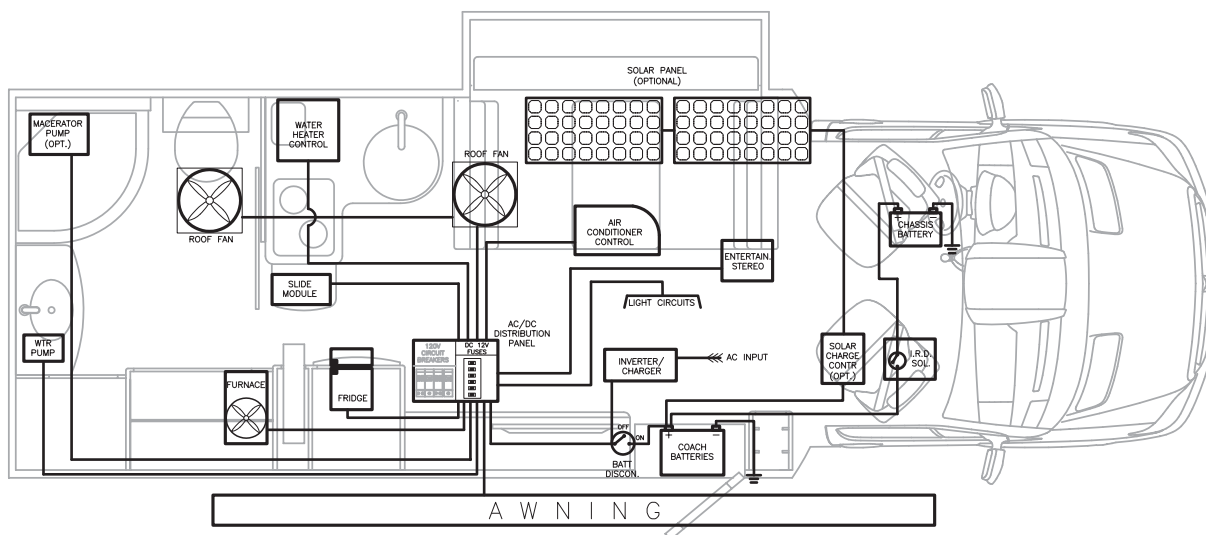 SOLAR PANEL
(OPTIONAL)
MACERATOR
PUMP
(OPT.)
WATER
HEATER
CONTROL
ROOF FAN
ROOF FAN
AIR
CONDITIONER
CONTROL
+ −
CHASSIS
BATTERY
ENTERTAIN.
STEREO
SLIDE
MODULE
LIGHT CIRCUITS
AC/DC
DISTRIBUTION
PANEL
WTR
PUMP
120V
CIRCUIT
BREAKERS
DC 12V
FUSES
INVERTER/
CHARGER
AC INPUT
SOLAR
CHARGE
CONTR
(OPT.)
I.R.D.
SOL.
FURNACE
FRIDGE
OFF
ON
BATT
DISCON.
+ −
COACH
BATTERIES
AWNING